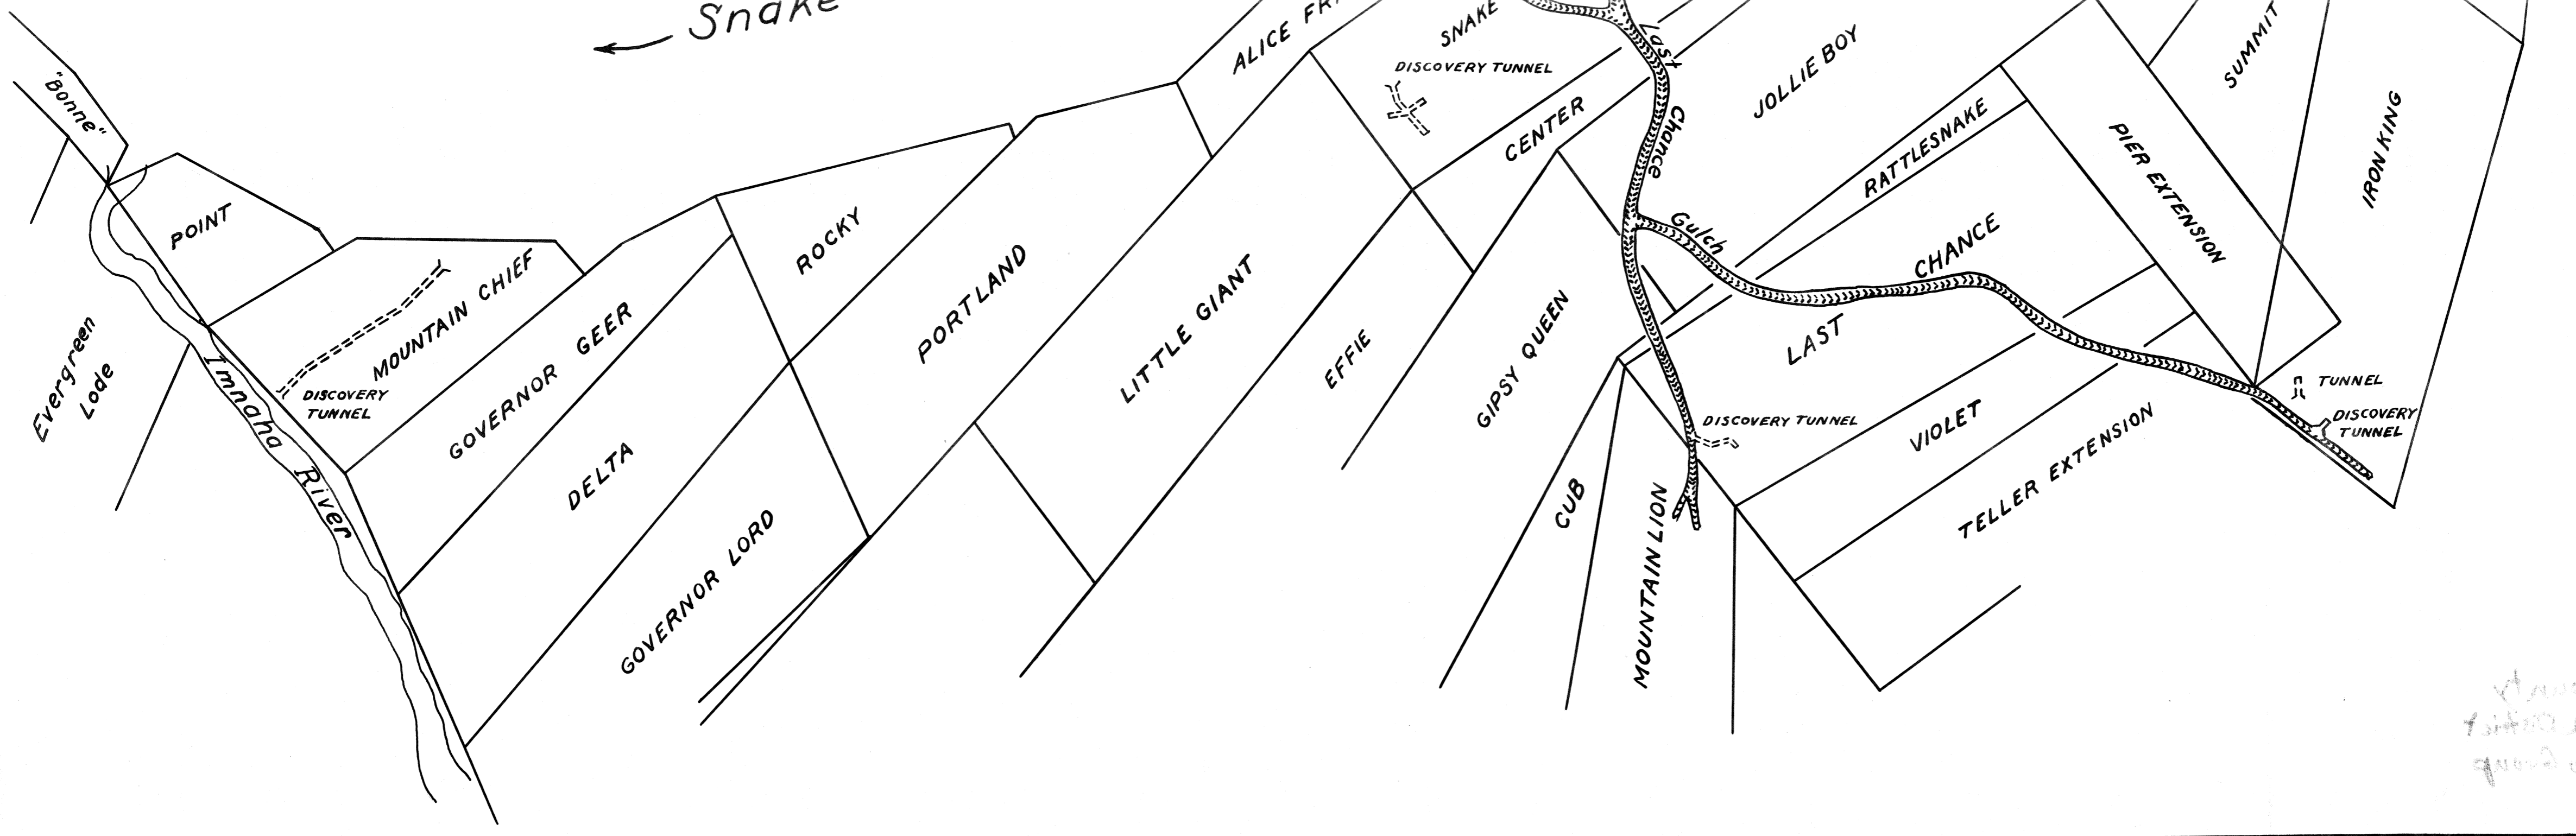 Snake
"Bonne"
POINT
Evergreen
Lode
Imnaha River
MOUNTAIN CHIEF
DISCOVERY
TUNNEL
GOVERNOR GEER
DELTA
GOVERNOR LORD
ROCKY
PORTLAND
LITTLE GIANT
ALICE
SNAKE
DISCOVERY TUNNEL
CENTER
EFFIE
GIPSY QUEEN
CUB
MOUNTAIN LION
Last Chance Gulch
JOLLIE BOY
RATTLESNAKE
LAST CHANCE
DISCOVERY TUNNEL
VIOLET
TELLER EXTENSION
PIER EXTENSION
SUMMIT
IRON KING
TUNNEL
DISCOVERY
TUNNEL